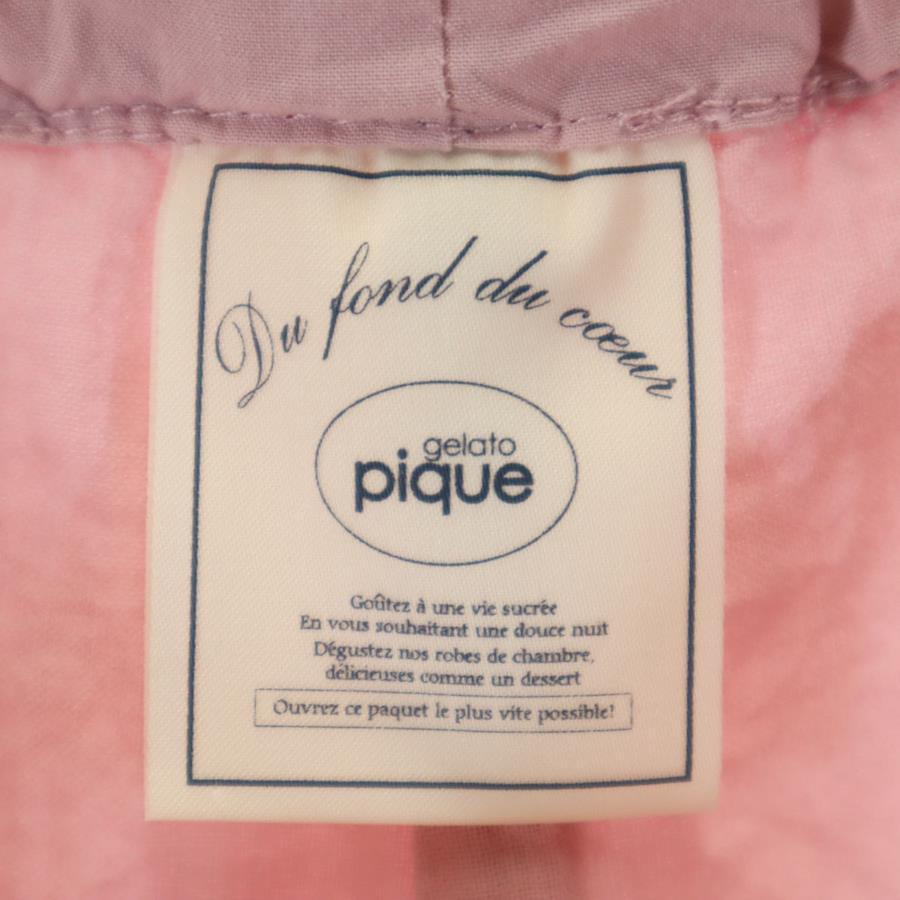 Du fond du cœur
gelato
pique
Goûtez à une vie sucrée
En vous souhaitant une douce nuit
Dégustez nos robes de chambre,
délicieuses comme un dessert
Ouvrez ce paquet le plus vite possible!